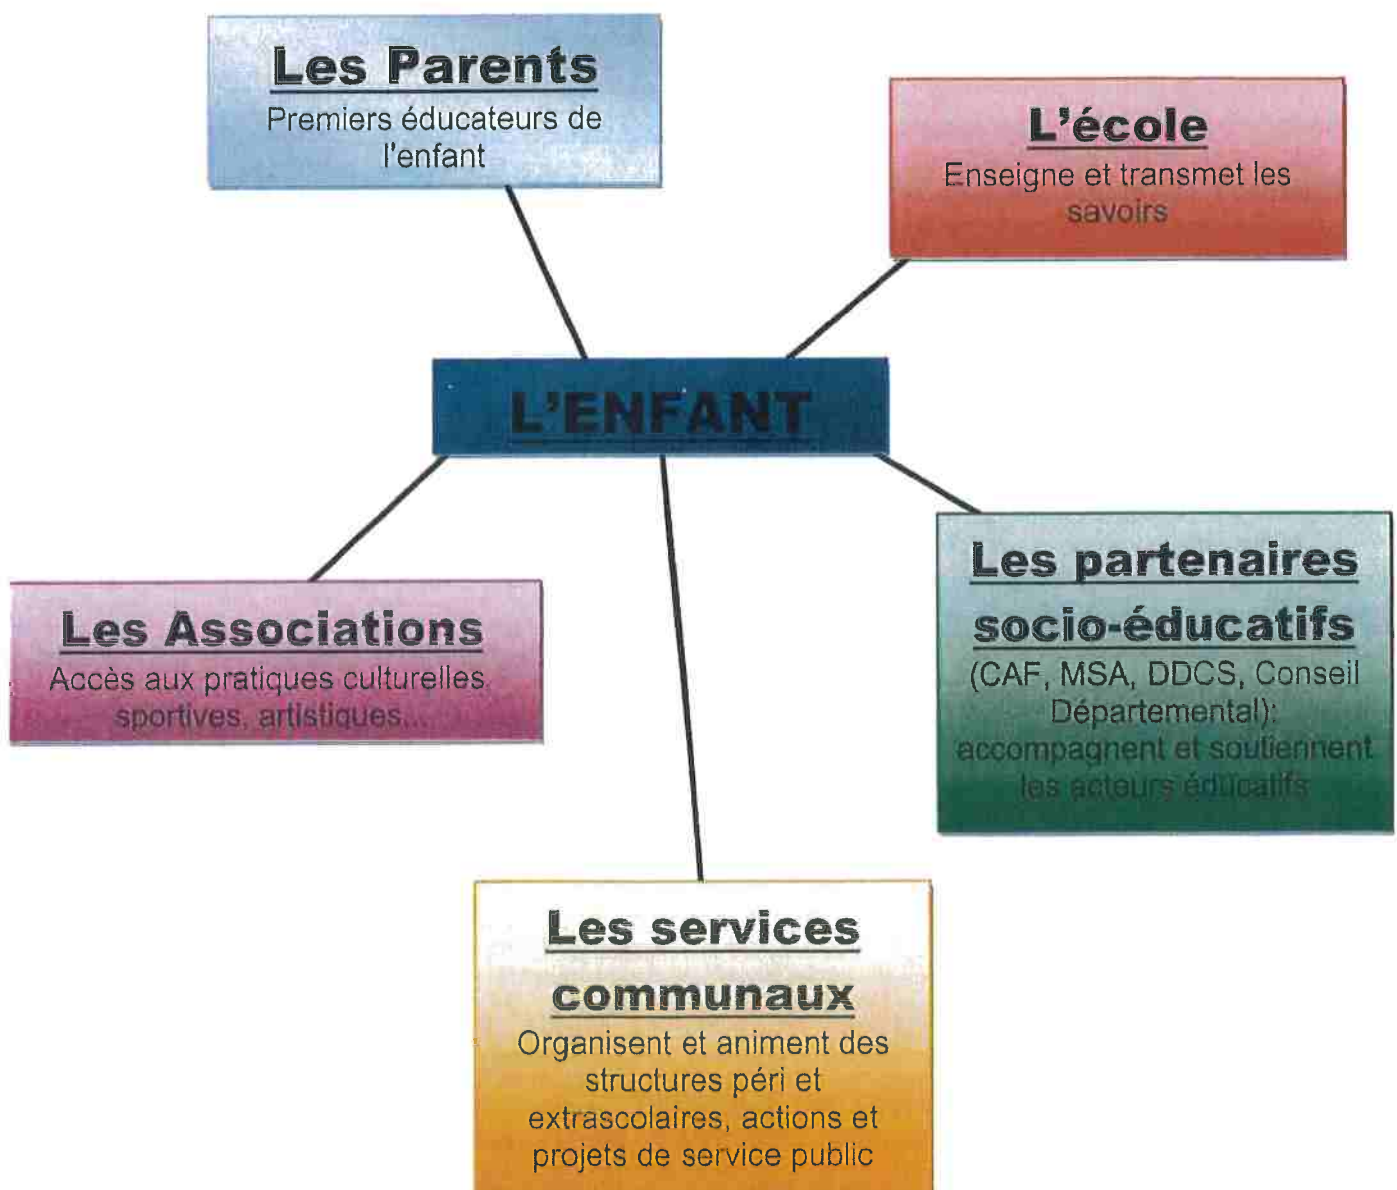 Les Parents
Premiers éducateurs de
l'enfant
L'école
Enseigne et transmet les
savoirs
L'ENFANT
Les Associations
Accès aux pratiques culturelles,
sportives, artistiques...
Les partenaires
socio-éducatifs
(CAF, MSA, DDCS, Conseil
Départemental):
accompagnent et soutiennent
les acteurs éducatifs
Les services
communaux
Organisent et animent des
structures péri et
extrascolaires, actions et
projets de service public